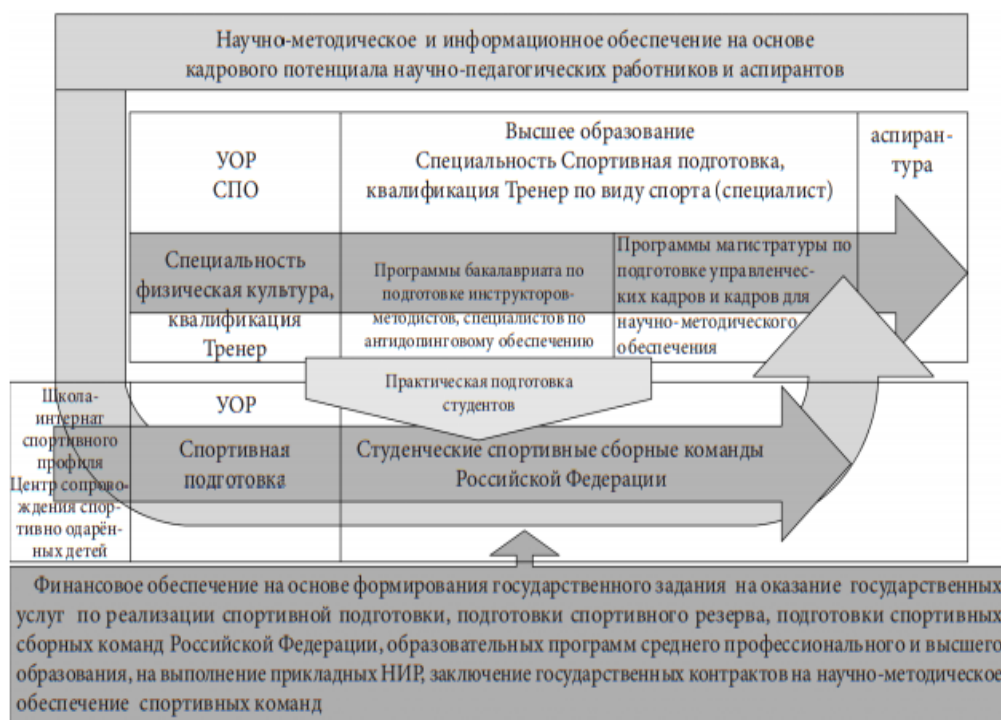 Научно-методическое и информационное обеспечение на основе
кадрового потенциала научно-педагогических работников и аспирантов
УОР
СПО
Высшее образование
Специальность Спортивная подготовка,
квалификация Тренер по виду спорта (специалист)
аспиран-
тура
Специальность
физическая культура,
квалификация
Тренер
Программы бакалавриата по
подготовке инструкторов-
методистов, специалистов по
антидопинговому обеспечению
Программы магистратуры по
подготовке управленчес-
ких кадров и кадров для
научно-методического
обеспечения
Практическая подготовка
студентов
Школа-
интернат
спортивного
профиля
Центр сопрово-
ждения спор-
тивно одарён-
ных детей
УОР
Спортивная
подготовка
Студенческие спортивные сборные команды
Российской Федерации
Финансовое обеспечение на основе формирования государственного задания на оказание государственных
услуг по реализации спортивной подготовки, подготовки спортивного резерва, подготовки спортивных
сборных команд Российской Федерации, образовательных программ среднего профессионального и высшего
образования, на выполнение прикладных НИР, заключение государственных контрактов на научно-методическое
обеспечение спортивных команд